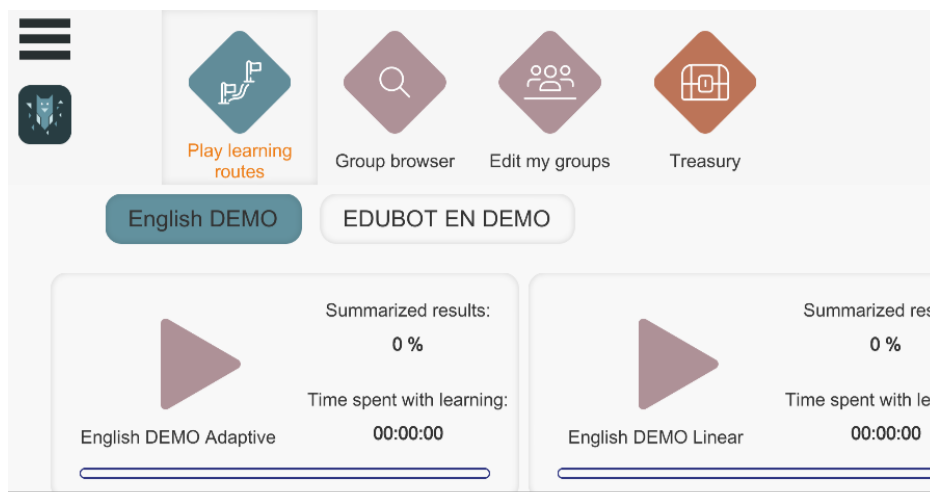 Play learning
routes
Group browser
Edit my groups
Treasury
English DEMO
EDUBOT EN DEMO
Summarized results:
0 %
Time spent with learning:
00:00:00
English DEMO Adaptive
Summarized res
0 %
Time spent with le
00:00:00
English DEMO Linear